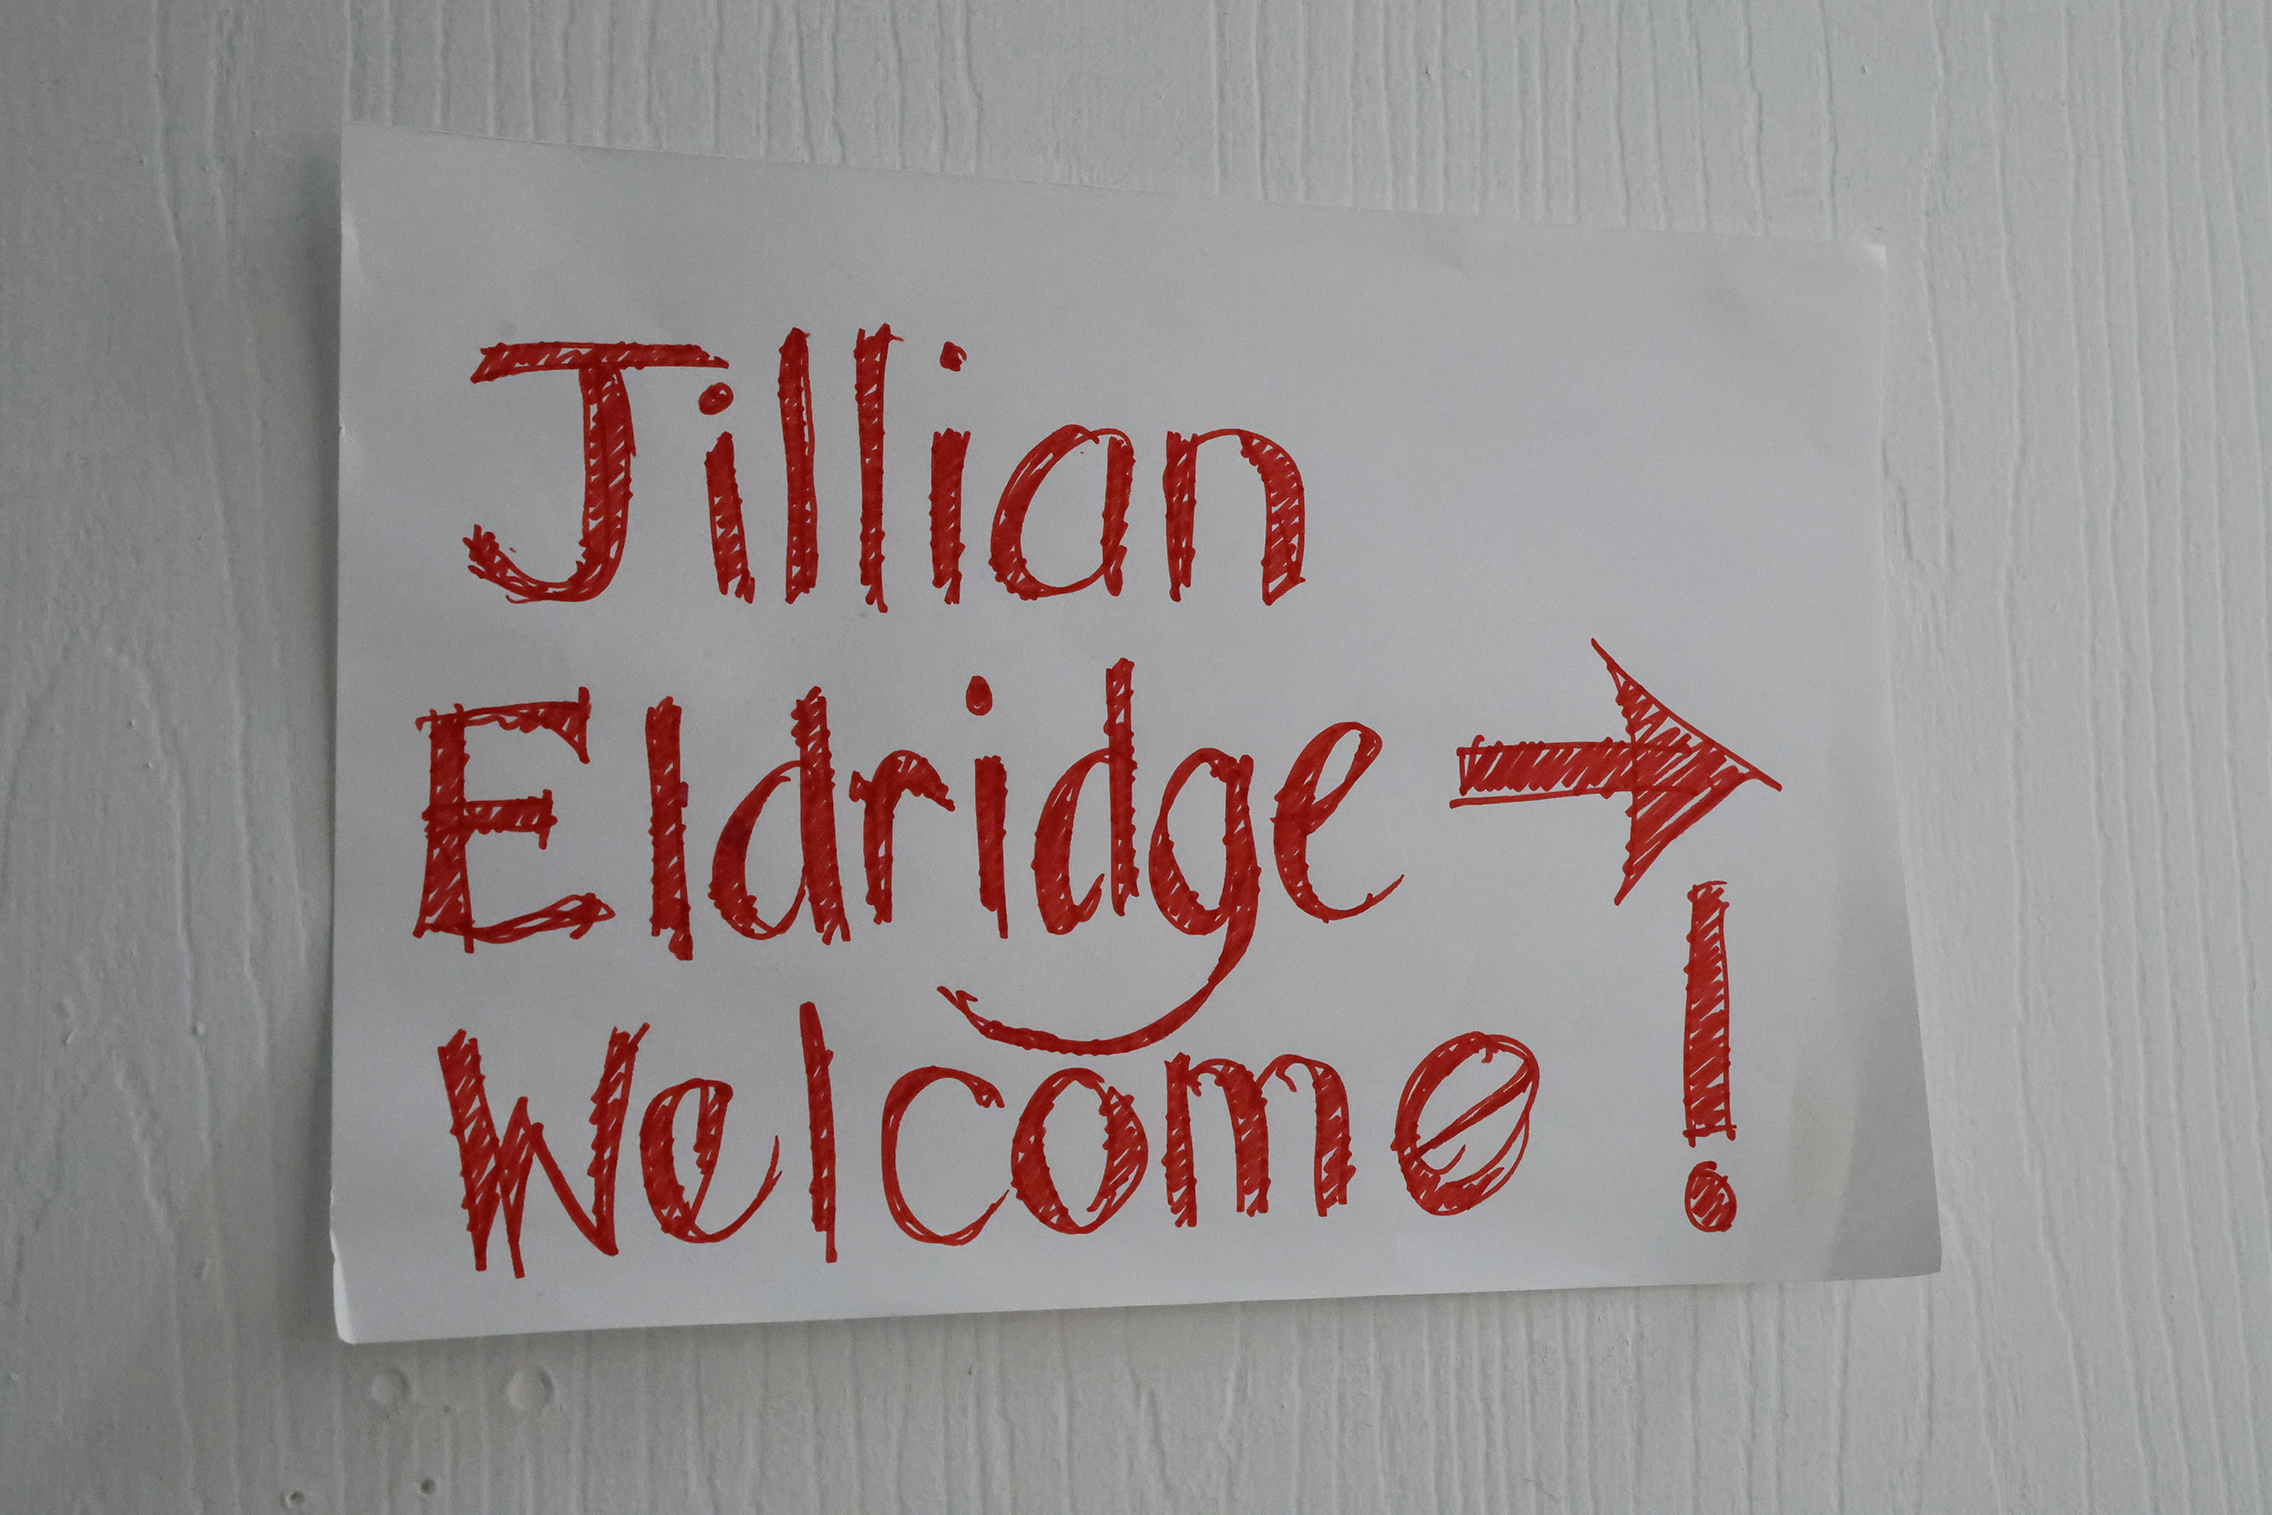 Jillian
Eldridge →
Welcome !